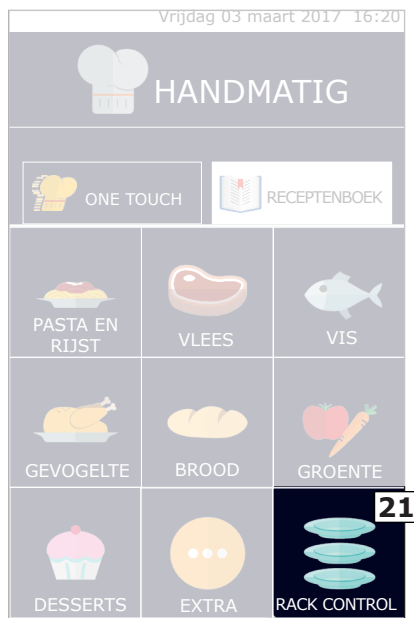 Vrijdag 03 maart 2017 16:20
HANDMATIG
ONE TOUCH
RECEPTENBOEK
PASTA EN
RIJST
VLEES
VIS
GEVOGELTE
BROOD
GROENTE
21
DESSERTS
EXTRA
RACK CONTROL